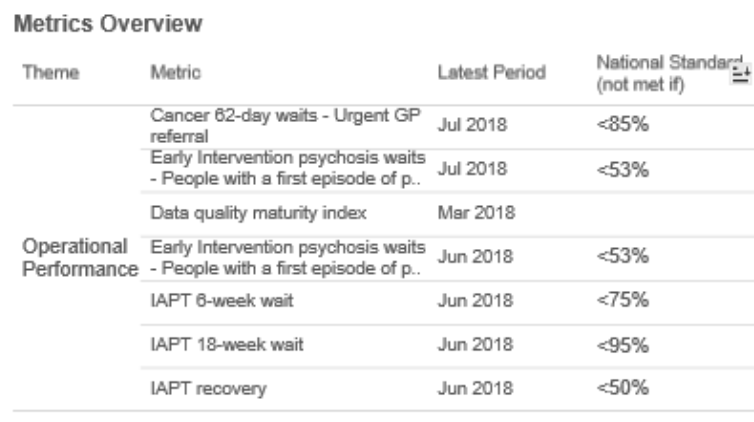 Metrics Overview
Theme Metric Latest Period National Standard
(not met if)
Cancer 62-day waits - Urgent GP
referral Jul 2018 <85%
Early Intervention psychosis waits
- People with a first episode of p.. Jul 2018 <53%
Data quality maturity index Mar 2018
Operational
Performance
Early Intervention psychosis waits
- People with a first episode of p.. Jun 2018 <53%
IAPT 6-week wait Jun 2018 <75%
IAPT 18-week wait Jun 2018 <95%
IAPT recovery Jun 2018 <50%